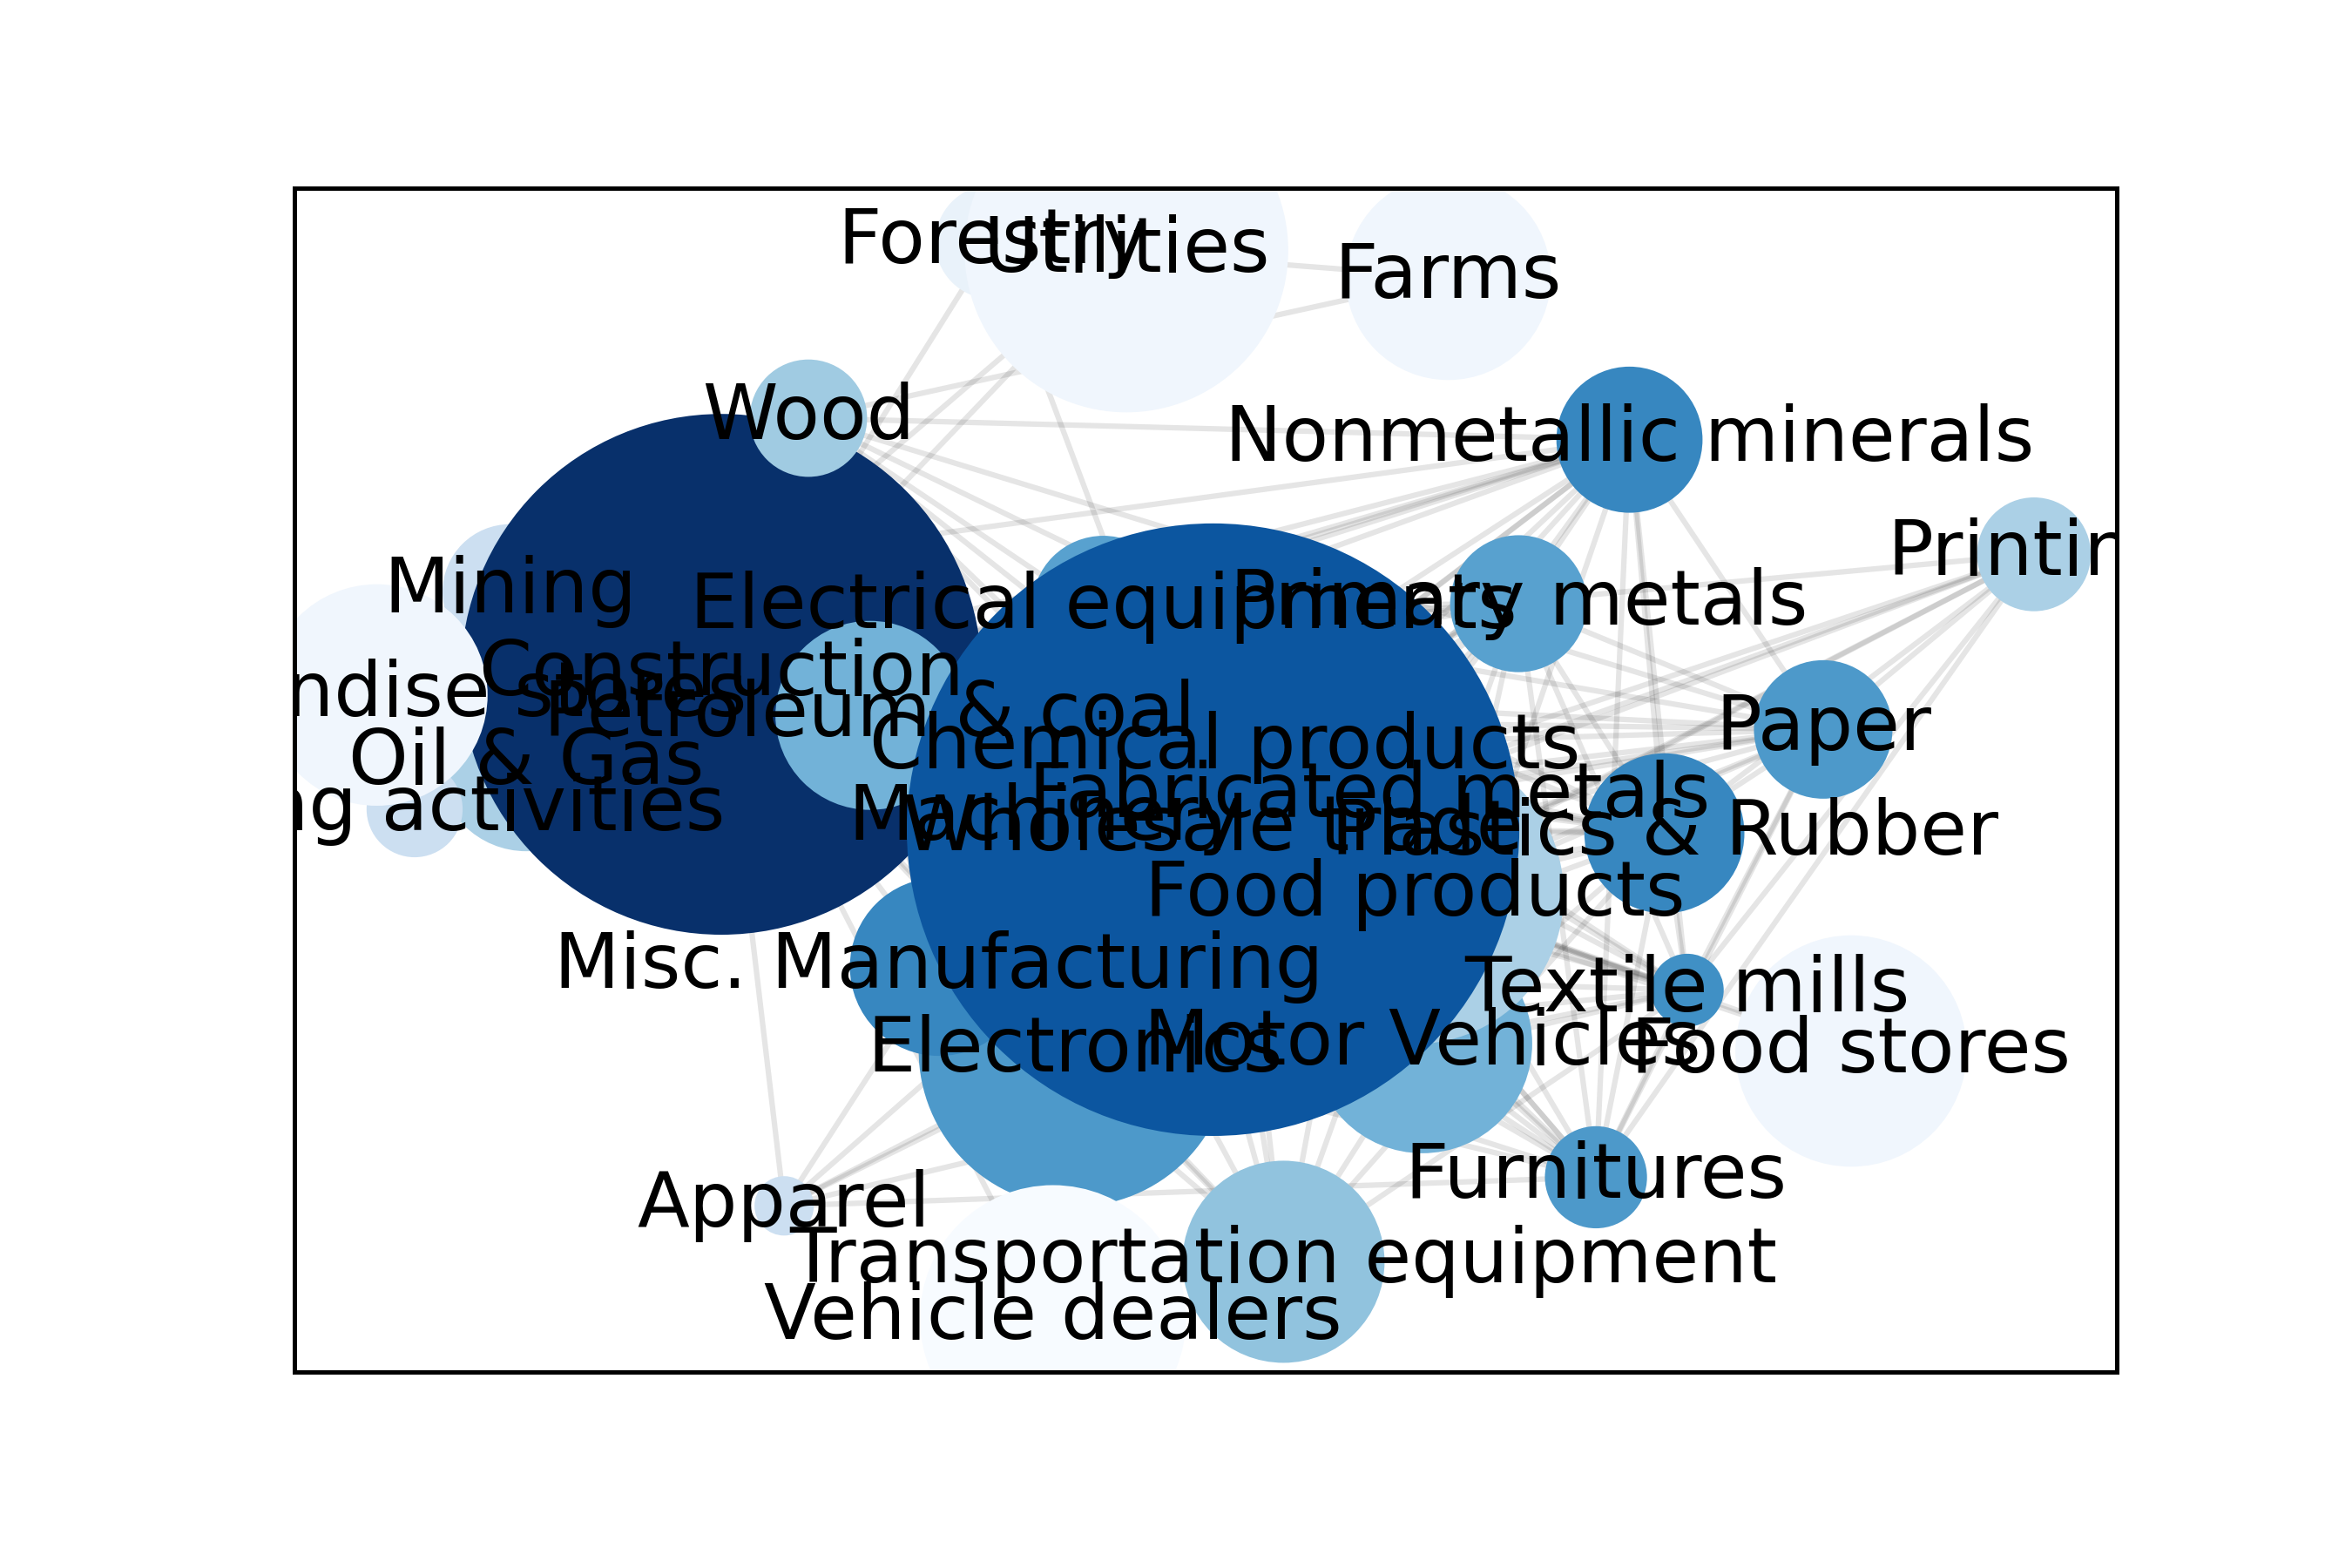 Forestry
Utilities
Farms
Wood
Nonmetallic minerals
Printin
Mining
Electrical equipments
Primary metals
Construction
ndise stores
Petroleum & coal
Paper
Chemical products
Oil & Gas
Fabricated metals
ng activities
Machinery
Wholesale trade
Plastics & Rubber
Food products
Misc. Manufacturing
Textile mills
Electronics
Motor Vehicles
Food stores
Furnitures
Apparel
Transportation equipment
Vehicle dealers